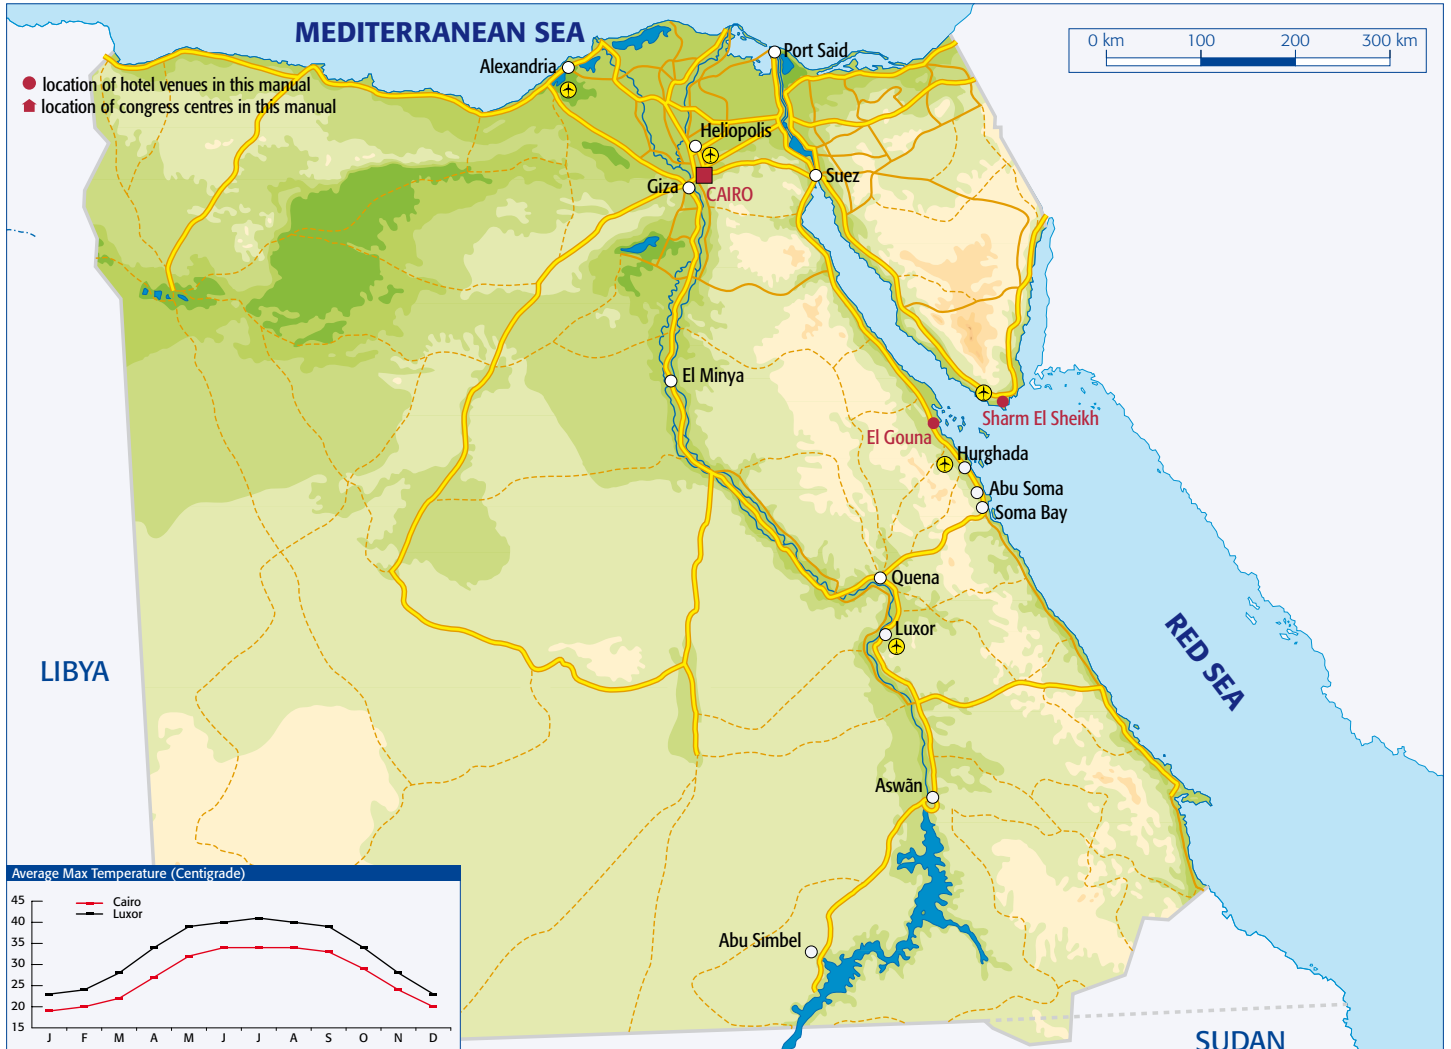 MEDITERRANEAN SEA
0 km 100 200 300 km
Port Said
Alexandria
location of hotel venues in this manual
location of congress centres in this manual
Heliopolis
Suez
Giza
CAIRO
El Minya
Sharm El Sheikh
El Gouna
Hurghada
Abu Soma
Soma Bay
Quena
Luxor
RED SEA
LIBYA
Aswãn
Abu Simbel
SUDAN
Average Max Temperature (Centigrade)
Cairo
Luxor
45
40
35
30
25
20
15
J F M A M J J A S O N D